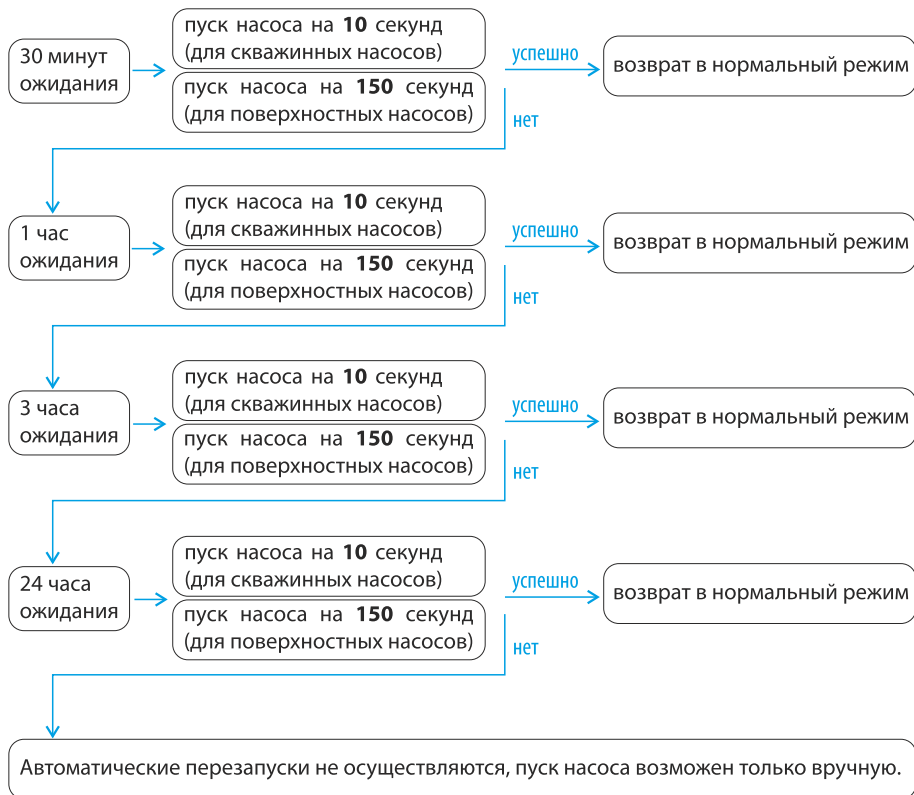 30 минут
ожидания
пуск насоса на 10 секунд
(для скважинных насосов)
пуск насоса на 150 секунд
(для поверхностных насосов)
успешно
нет
возврат в нормальный режим
1 час
ожидания
пуск насоса на 10 секунд
(для скважинных насосов)
пуск насоса на 150 секунд
(для поверхностных насосов)
успешно
нет
возврат в нормальный режим
3 часа
ожидания
пуск насоса на 10 секунд
(для скважинных насосов)
пуск насоса на 150 секунд
(для поверхностных насосов)
успешно
нет
возврат в нормальный режим
24 часа
ожидания
пуск насоса на 10 секунд
(для скважинных насосов)
пуск насоса на 150 секунд
(для поверхностных насосов)
успешно
нет
возврат в нормальный режим
Автоматические перезапуски не осуществляются, пуск насоса возможен только вручную.